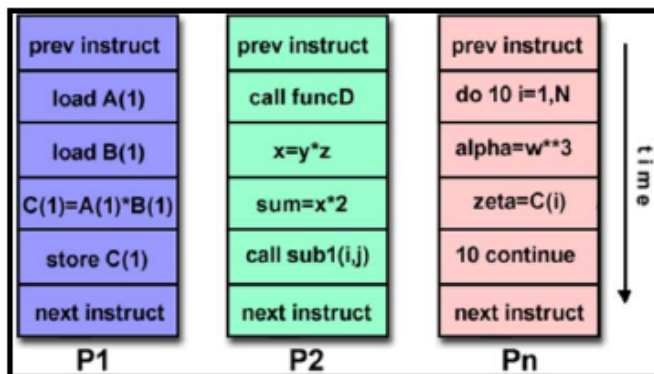 prev instruct
load A(1)
load B(1)
C(1)=A(1)*B(1)
store C(1)
next instruct
P1
prev instruct
call funcD
x=y*z
sum=x*2
call sub1(i,j)
next instruct
P2
prev instruct
do 10 i=1,N
alpha=w**3
zeta=C(i)
10 continue
next instruct
Pn
time